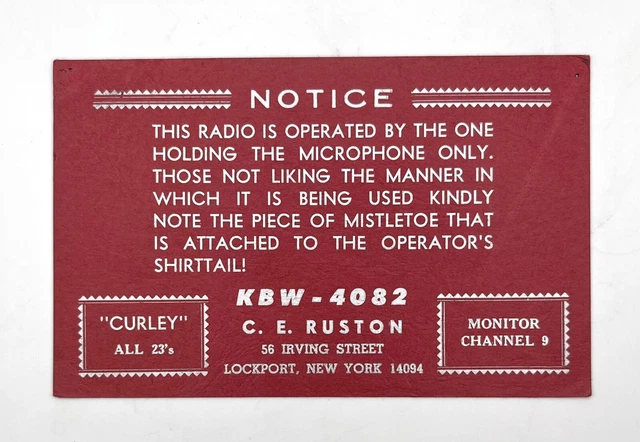 NOTICE
THIS RADIO IS OPERATED BY THE ONE
HOLDING THE MICROPHONE ONLY.
THOSE NOT LIKING THE MANNER IN
WHICH IT IS BEING USED KINDLY
NOTE THE PIECE OF MISTLETOE THAT
IS ATTACHED TO THE OPERATOR'S
SHIRTTAIL!
KBW-4082
C. E. RUSTON
56 IRVING STREET
LOCKPORT, NEW YORK 14094
"CURLEY"
ALL 23's
MONITOR
CHANNEL 9